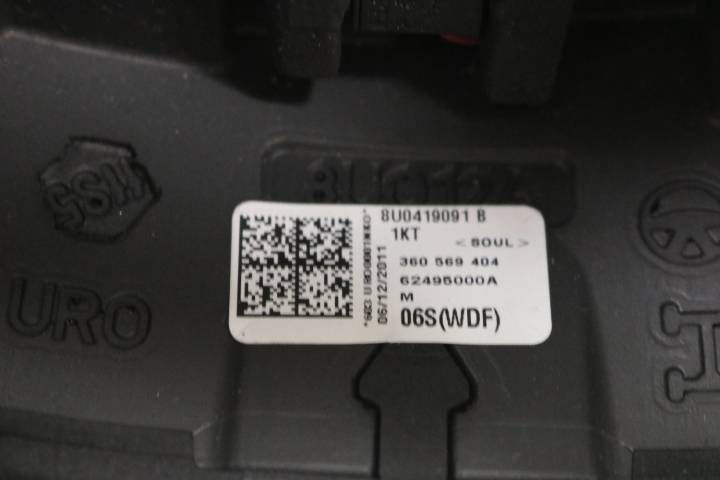 8U0419091 B
1KT
<SOUL>
360 569 404
62495000A
M
06S(WDF)
06/12/2011
URO